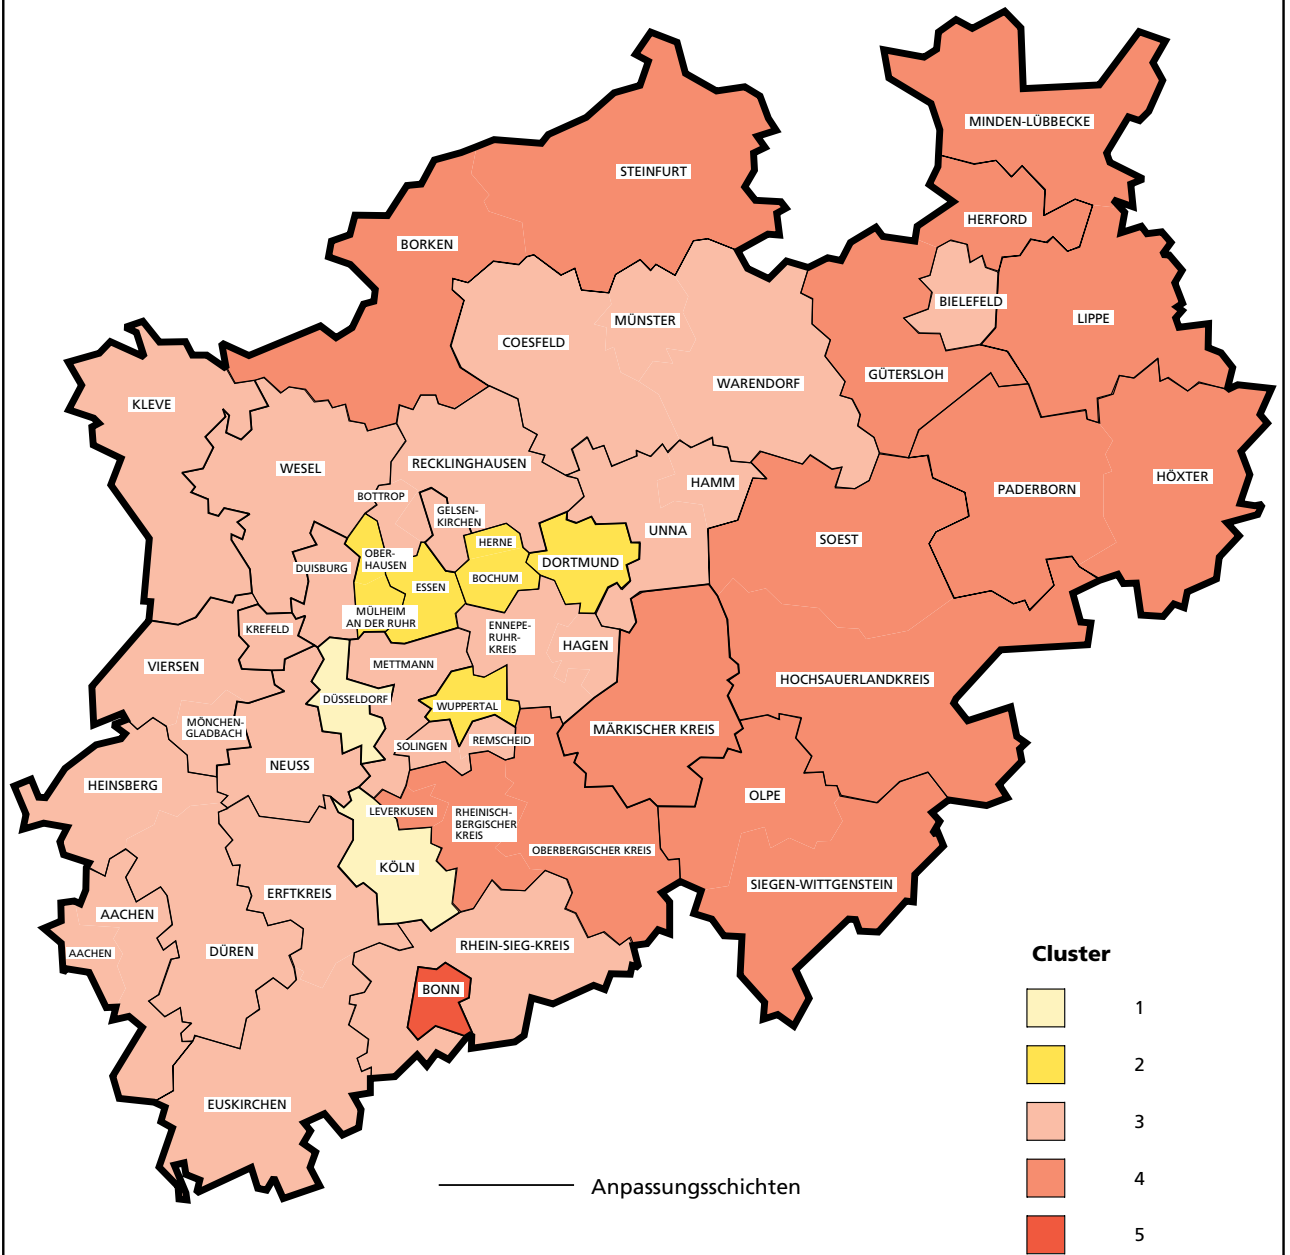 MINDEN-LÜBBECKE
STEINFURT
HERFORD
BORKEN
BIELEFELD
MÜNSTER
LIPPE
COESFELD
GÜTERSLOH
WARENDORF
KLEVE
RECKLINGHAUSEN
WESEL
HÖXTER
HAMM
PADERBORN
BOTTROP
GELSEN-
KIRCHEN
UNNA
SOEST
HERNE
OBER-
HAUSEN
DORTMUND
DUISBURG
BOCHUM
ESSEN
MÜLHEIM
AN DER RUHR
KREFELD
ENNEPE-
RUHR-
KREIS
HAGEN
VIERSEN
METTMANN
HOCHSAUERLANDKREIS
DÜSSELDORF
WUPPERTAL
MÖNCHEN-
GLADBACH
MÄRKISCHER KREIS
SOLINGEN
REMSCHEID
NEUSS
HEINSBERG
OLPE
LEVERKUSEN
RHEINISCH-
BERGISCHER
KREIS
OBERBERGISCHER KREIS
KÖLN
SIEGEN-WITTGENSTEIN
ERFTKREIS
AACHEN
RHEIN-SIEG-KREIS
DÜREN
AACHEN
BONN
EUSKIRCHEN
Cluster
1
2
3
4
5
Anpassungsschichten